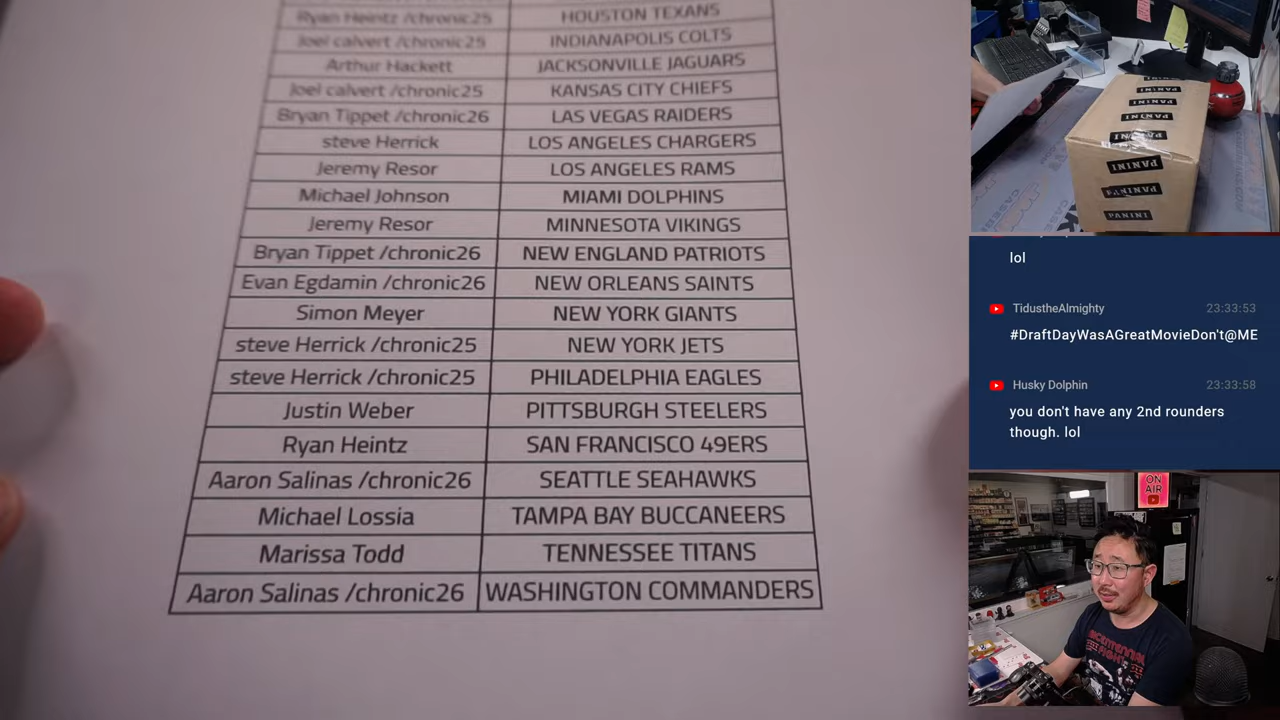 Ryan Heintz /chronic25 HOUSTON TEXANS
Joel calvert /chronic25 INDIANAPOLIS COLTS
Arthur Hackett JACKSONVILLE JAGUARS
Joel calvert /chronic25 KANSAS CITY CHIEFS
Bryan Tippet /chronic26 LAS VEGAS RAIDERS
steve Herrick LOS ANGELES CHARGERS
Jeremy Resor LOS ANGELES RAMS
Michael Johnson MIAMI DOLPHINS
Jeremy Resor MINNESOTA VIKINGS
Bryan Tippet /chronic26 NEW ENGLAND PATRIOTS
Evan Egdamin /chronic26 NEW ORLEANS SAINTS
Simon Meyer NEW YORK GIANTS
steve Herrick /chronic25 NEW YORK JETS
steve Herrick /chronic25 PHILADELPHIA EAGLES
Justin Weber PITTSBURGH STEELERS
Ryan Heintz SAN FRANCISCO 49ERS
Aaron Salinas /chronic26 SEATTLE SEAHAWKS
Michael Lossia TAMPA BAY BUCCANEERS
Marissa Todd TENNESSEE TITANS
Aaron Salinas /chronic26 WASHINGTON COMMANDERS
PANINI
PANINI
PANINI
PANINI
PANINI
PANINI
PANINI
lol
TidustheAlmighty 23:33:53
#DraftDayWasAGreatMovieDon't@ME
Husky Dolphin 23:33:58
you don't have any 2nd rounders
though. lol
ON
AIR